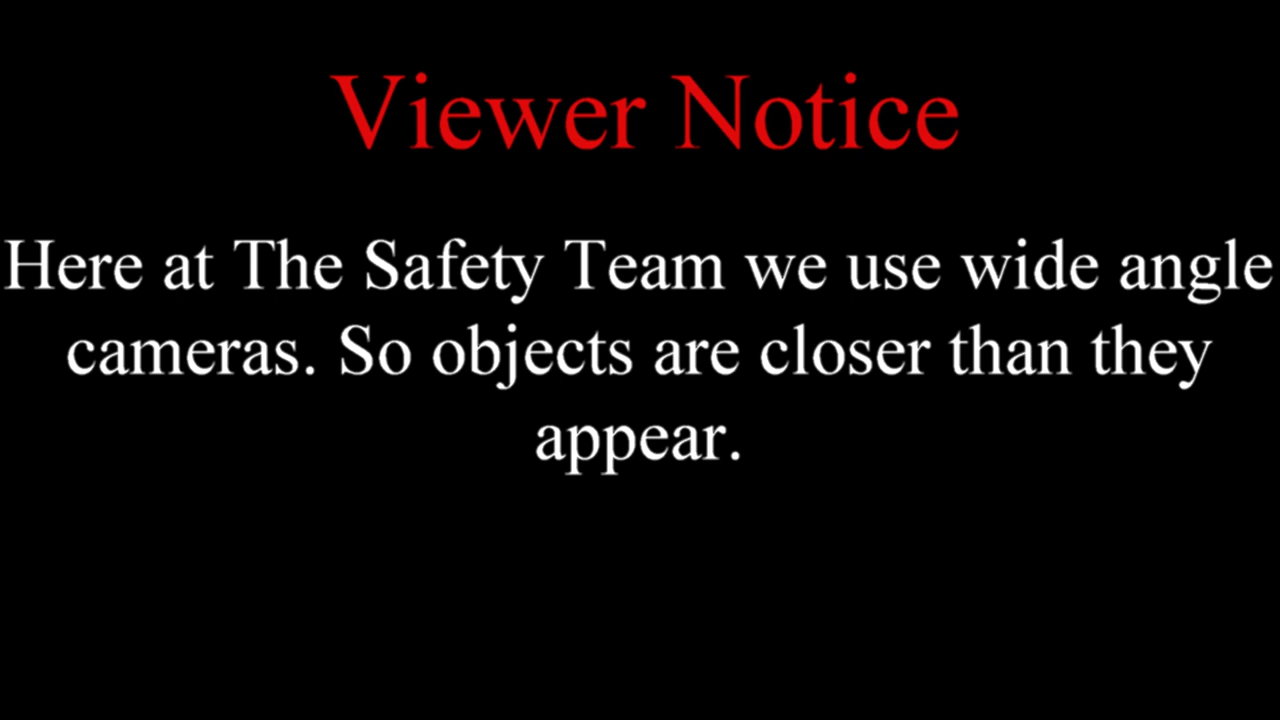 Viewer Notice
Here at The Safety Team we use wide angle
cameras. So objects are closer than they
appear.